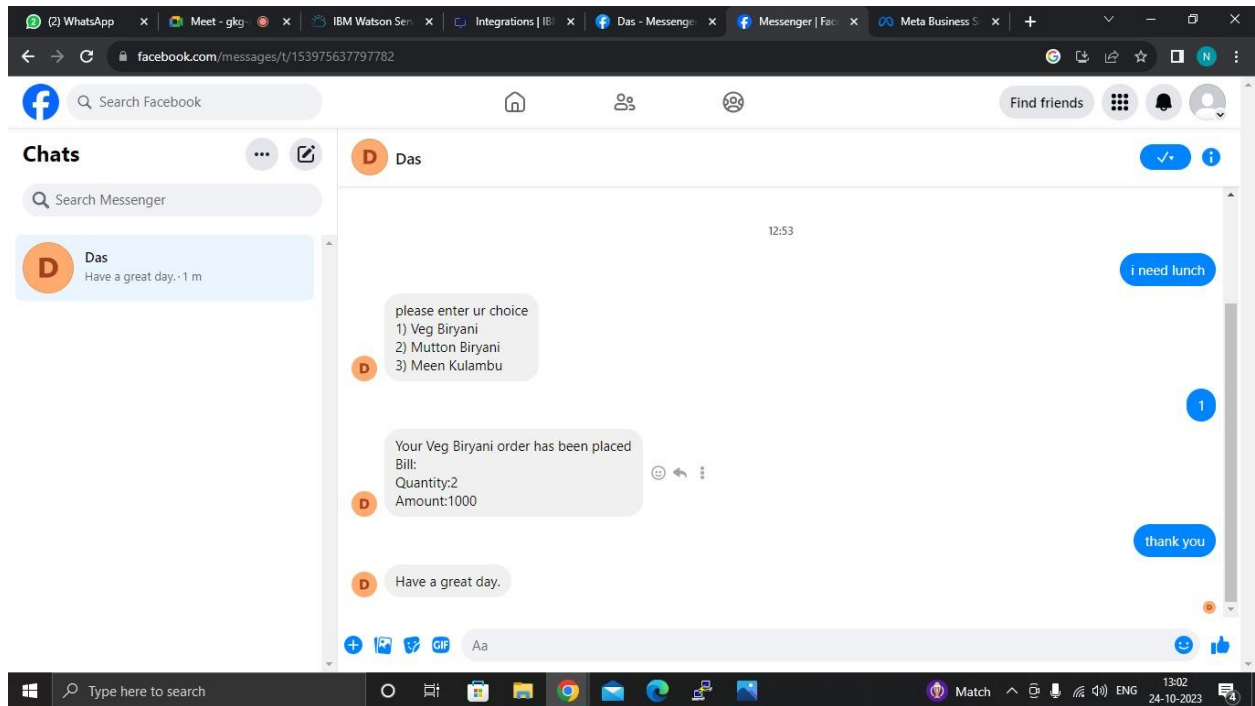 (2) WhatsApp
Meet - gkg-
IBM Watson Ser
Integrations | IB
Das - Messenge
Messenger | Fac
Meta Business S
facebook.com/messages/t/153975637797782
N
Search Facebook
Find friends
Chats
D Das
Search Messenger
D
Das
Have a great day. · 1 m
12:53
i need lunch
please enter ur choice
1) Veg Biryani
2) Mutton Biryani
3) Meen Kulambu
D
1
Your Veg Biryani order has been placed
Bill:
Quantity:2
Amount:1000
D
thank you
D Have a great day.
D
GIF Aa
Type here to search
Match
ENG
13:02
24-10-2023
4